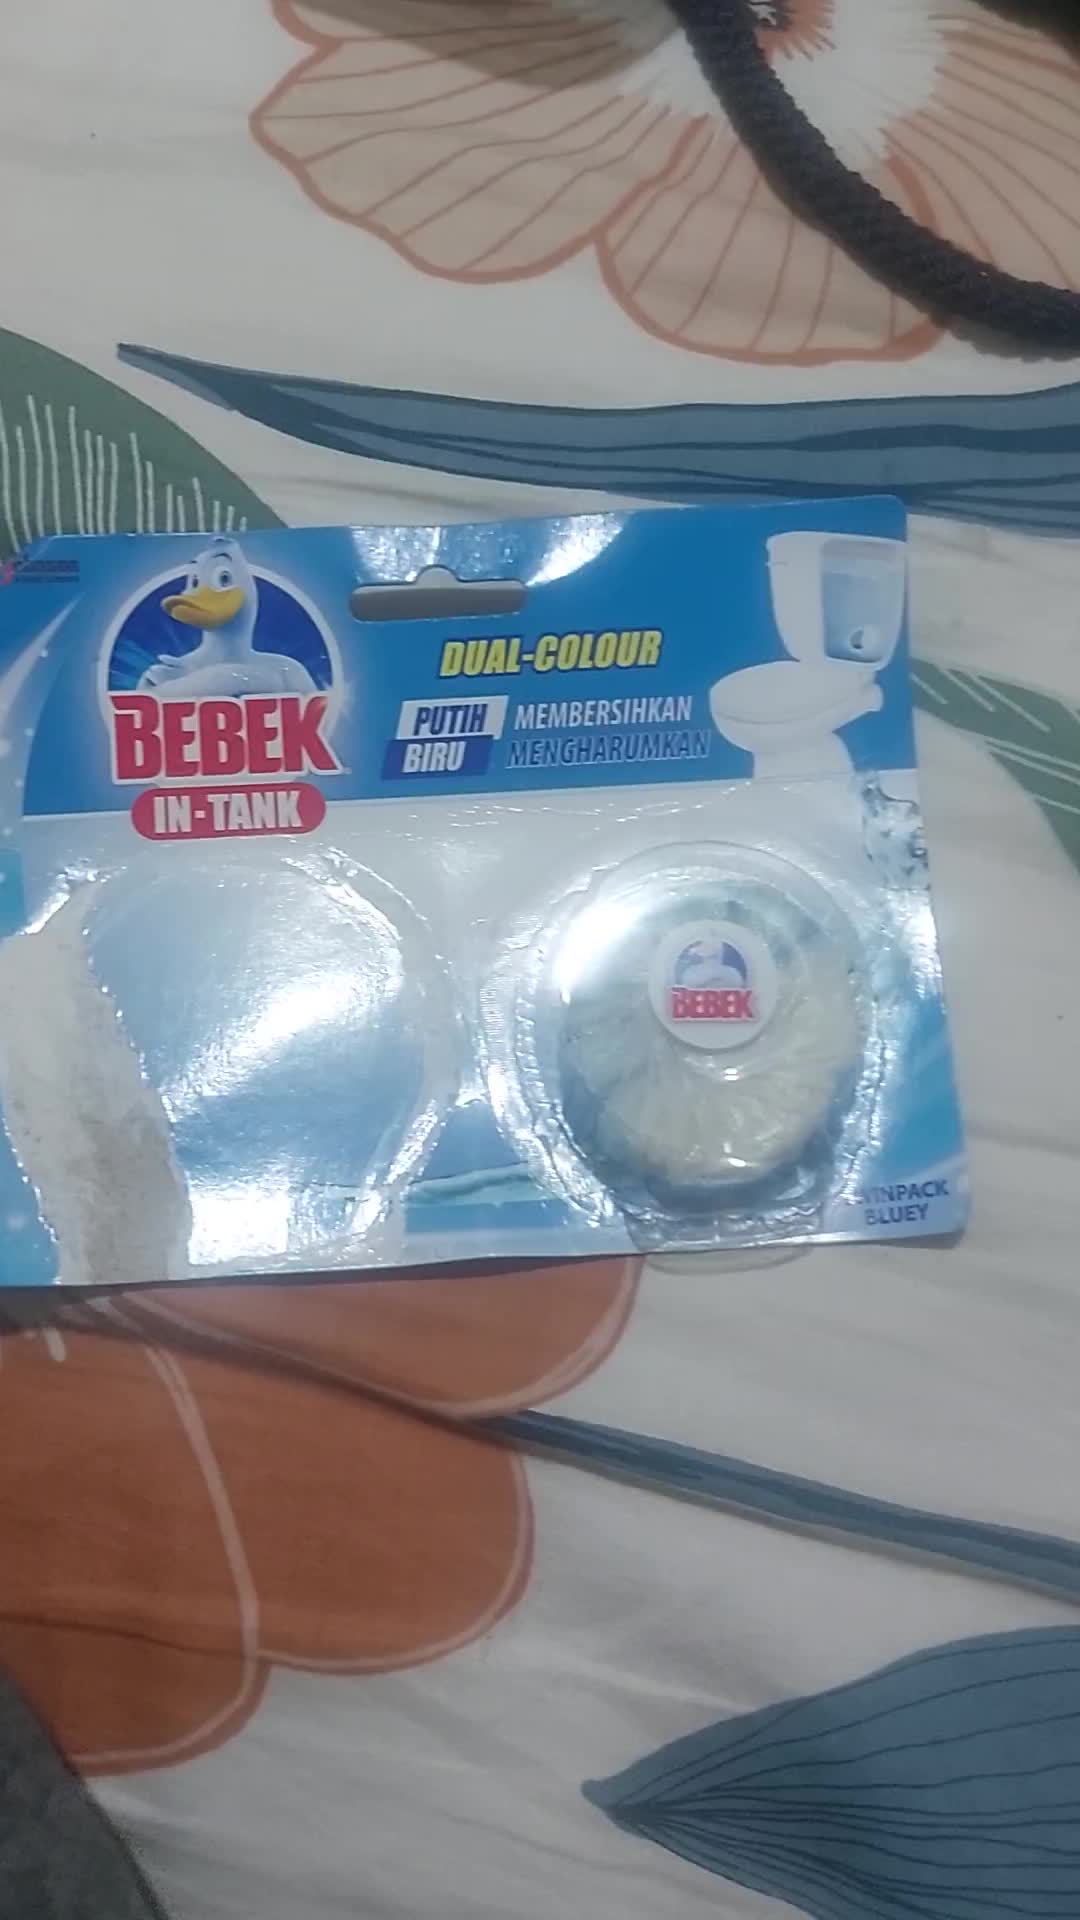 BEBEK
IN-TANK
DUAL-COLOUR
PUTIH MEMBERSIHKAN
BIRU MENGHARUMKAN
BEBEK
BLUEY